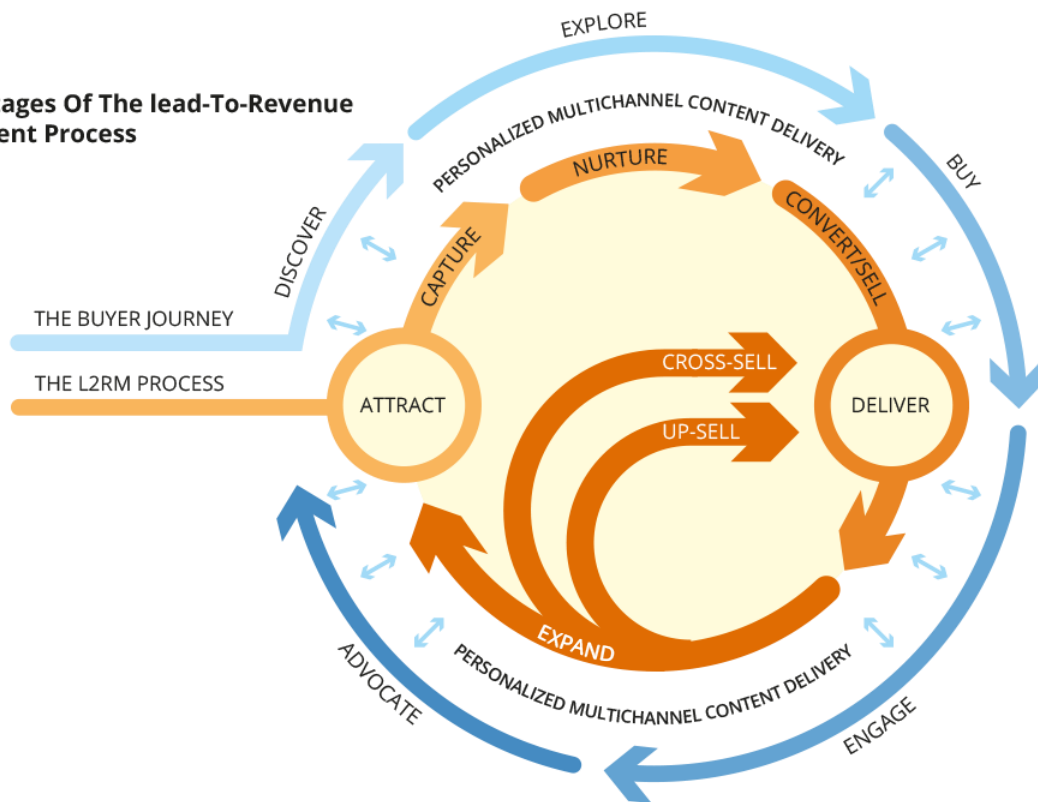 ages Of The lead-To-Revenue
ent Process
EXPLORE
PERSONALIZED MULTICHANNEL CONTENT DELIVERY
NURTURE
BUY
DISCOVER
CAPTURE
CONVERT/SELL
THE BUYER JOURNEY
THE L2RM PROCESS
ATTRACT
CROSS-SELL
UP-SELL
DELIVER
EXPAND
PERSONALIZED MULTICHANNEL CONTENT DELIVERY
ADVOCATE
ENGAGE